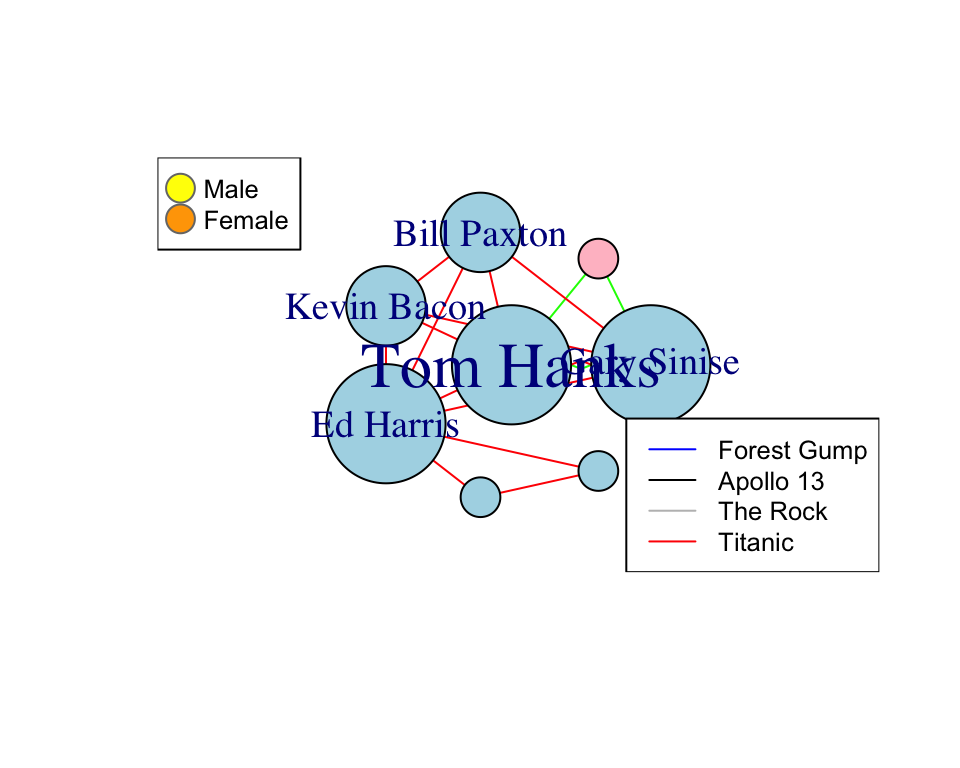 Male
Female
Bill Paxton
Kevin Bacon
Tom Hanks
Gary Sinise
Ed Harris
Forest Gump
Apollo 13
The Rock
Titanic